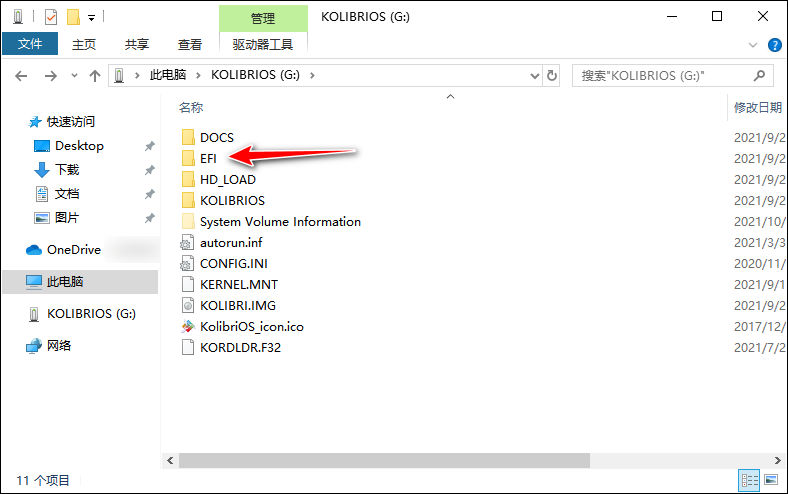 管理
KOLIBRIOS (G:)
文件
主页
共享
查看
驱动器工具
此电脑
KOLIBRIOS (G:)
搜索"KOLIBRIOS (G:)"
名称
修改日期
快速访问
Desktop
下载
文档
图片
OneDrive
此电脑
KOLIBRIOS (G:)
网络
DOCS 2021/9/2
EFI 2021/9/2
HD_LOAD 2021/9/2
KOLIBRIOS 2021/9/2
System Volume Information 2021/10/
autorun.inf 2021/3/3
CONFIG.INI 2020/11/
KERNEL.MNT 2021/9/1
KOLIBRI.IMG 2021/9/2
KolibriOS_icon.ico 2017/12/
KORDLDR.F32 2021/7/2
11 个项目